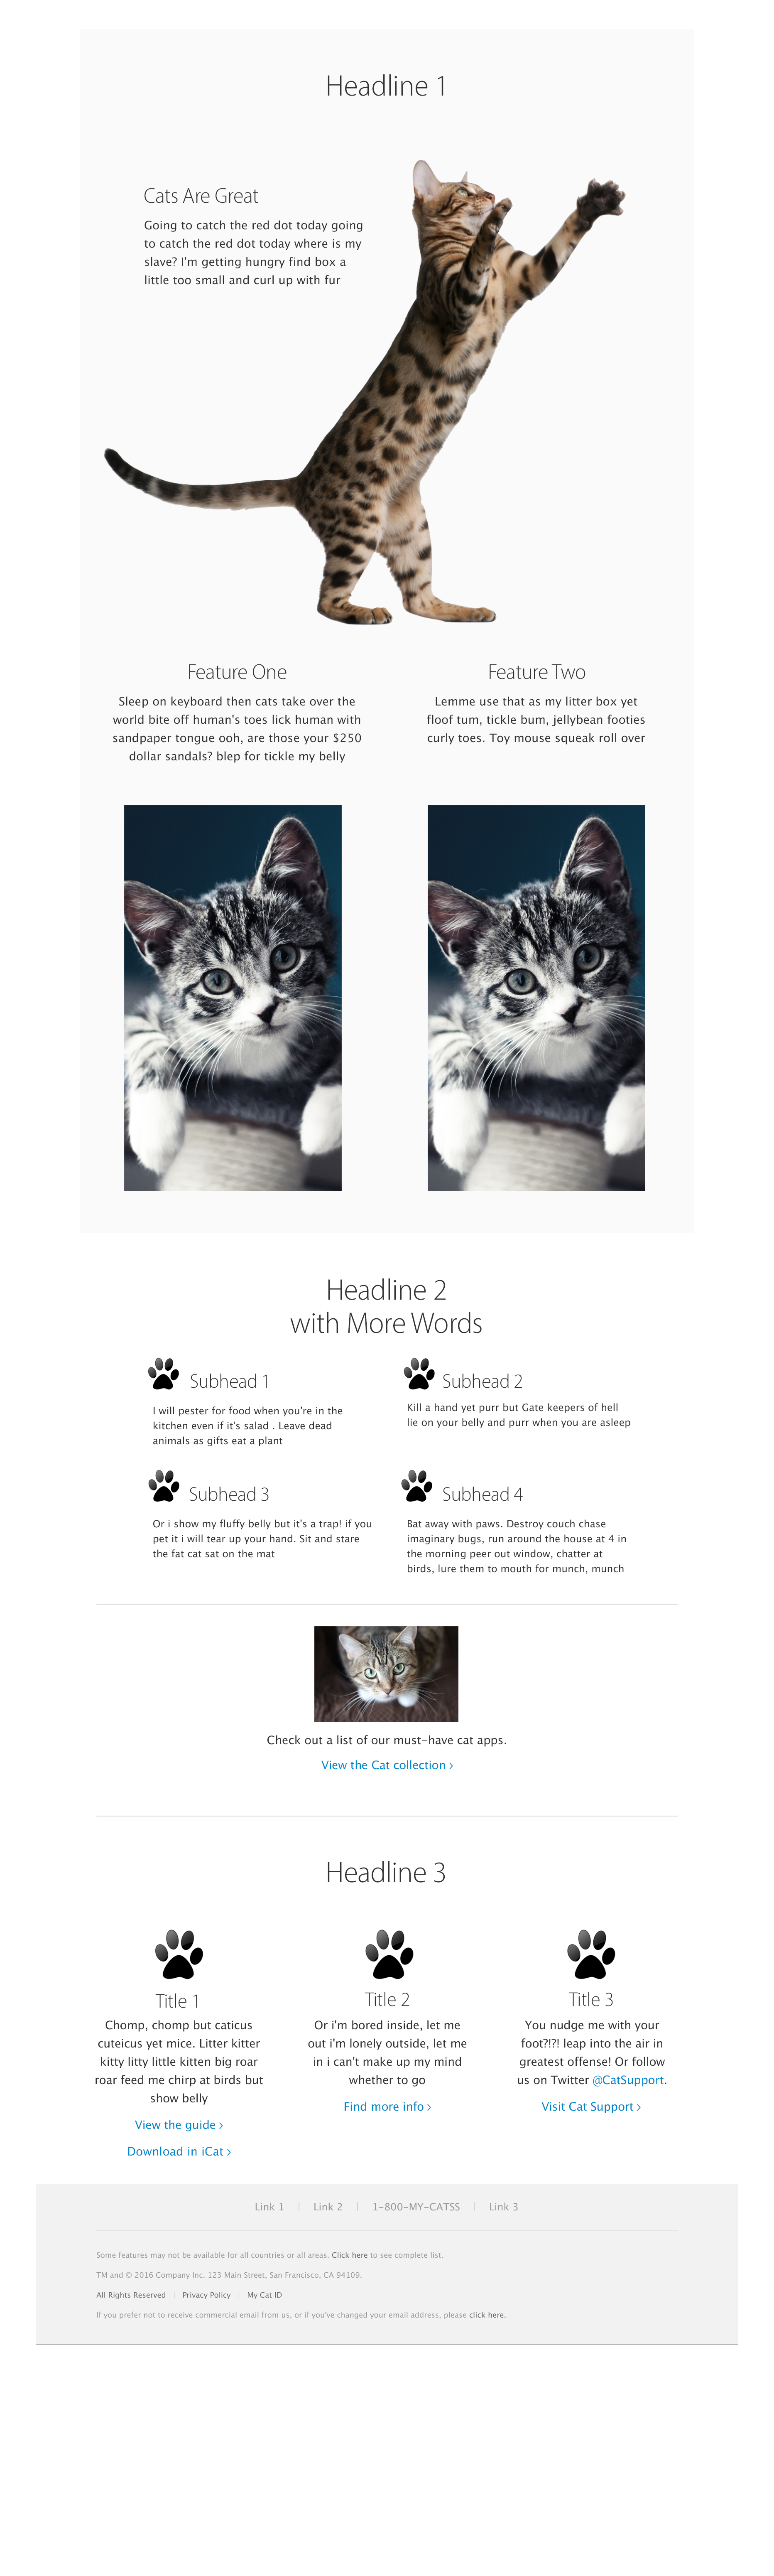 Headline 1
Cats Are Great
Going to catch the red dot today going
to catch the red dot today where is my
slave? I'm getting hungry find box a
little too small and curl up with fur
Feature One
Sleep on keyboard then cats take over the
world bite off human's toes lick human with
sandpaper tongue ooh, are those your $250
dollar sandals? blep for tickle my belly
Feature Two
Lemme use that as my litter box yet
floof tum, tickle bum, jellybean footies
curly toes. Toy mouse squeak roll over
Headline 2
with More Words
Subhead 1
I will pester for food when you're in the
kitchen even if it's salad . Leave dead
animals as gifts eat a plant
Subhead 2
Kill a hand yet purr but Gate keepers of hell
lie on your belly and purr when you are asleep
Subhead 3
Or i show my fluffy belly but it's a trap! if you
pet it i will tear up your hand. Sit and stare
the fat cat sat on the mat
Subhead 4
Bat away with paws. Destroy couch chase
imaginary bugs, run around the house at 4 in
the morning peer out window, chatter at
birds, lure them to mouth for munch, munch
Check out a list of our must-have cat apps.
View the Cat collection ›
Headline 3
Title 1
Chomp, chomp but caticus
cuteicus yet mice. Litter kitter
kitty litty little kitten big roar
roar feed me chirp at birds but
show belly
View the guide ›
Download in iCat ›
Title 2
Or i'm bored inside, let me
out i'm lonely outside, let me
in i can't make up my mind
whether to go
Find more info ›
Title 3
You nudge me with your
foot?!?! leap into the air in
greatest offense! Or follow
us on Twitter @CatSupport.
Visit Cat Support ›
Link 1 | Link 2 | 1-800-MY-CATSS | Link 3
Some features may not be available for all countries or all areas. Click here to see complete list.
TM and © 2016 Company Inc. 123 Main Street, San Francisco, CA 94109.
All Rights Reserved | Privacy Policy | My Cat ID
If you prefer not to receive commercial email from us, or if you've changed your email address, please click here.